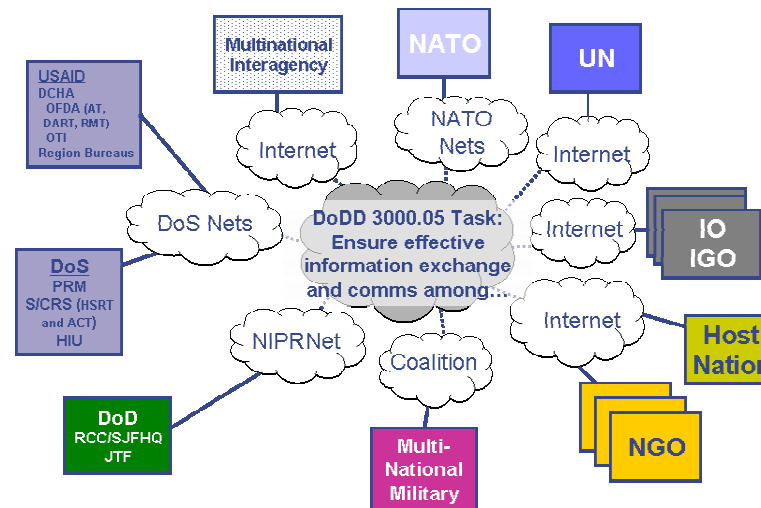 Multinational
Interagency
NATO
UN
USAID
DCHA
OFDA (AT,
DART, RMT)
OTI
Region Bureaus
Internet
NATO
Nets
Internet
DoS Nets
DoDD 3000.05 Task:
Ensure effective
information exchange
and comms among...
Internet
IO
IGO
DoS
PRM
S/CRS (HSRT
and ACT)
HIU
NIPRNet
Coalition
Internet
Host
Nation
DoD
RCC/SJFHQ
JTF
Multi-
National
Military
NGO